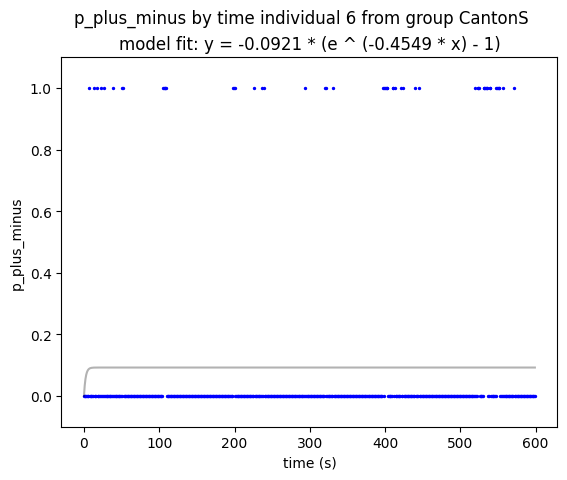 p_plus_minus by time individual 6 from group CantonS
model fit: y = -0.0921 * (e ^ (-0.4549 * x) - 1)
1.0
0.8
0.6
0.4
0.2
0.0
p_plus_minus
0 100 200 300 400 500 600
time (s)